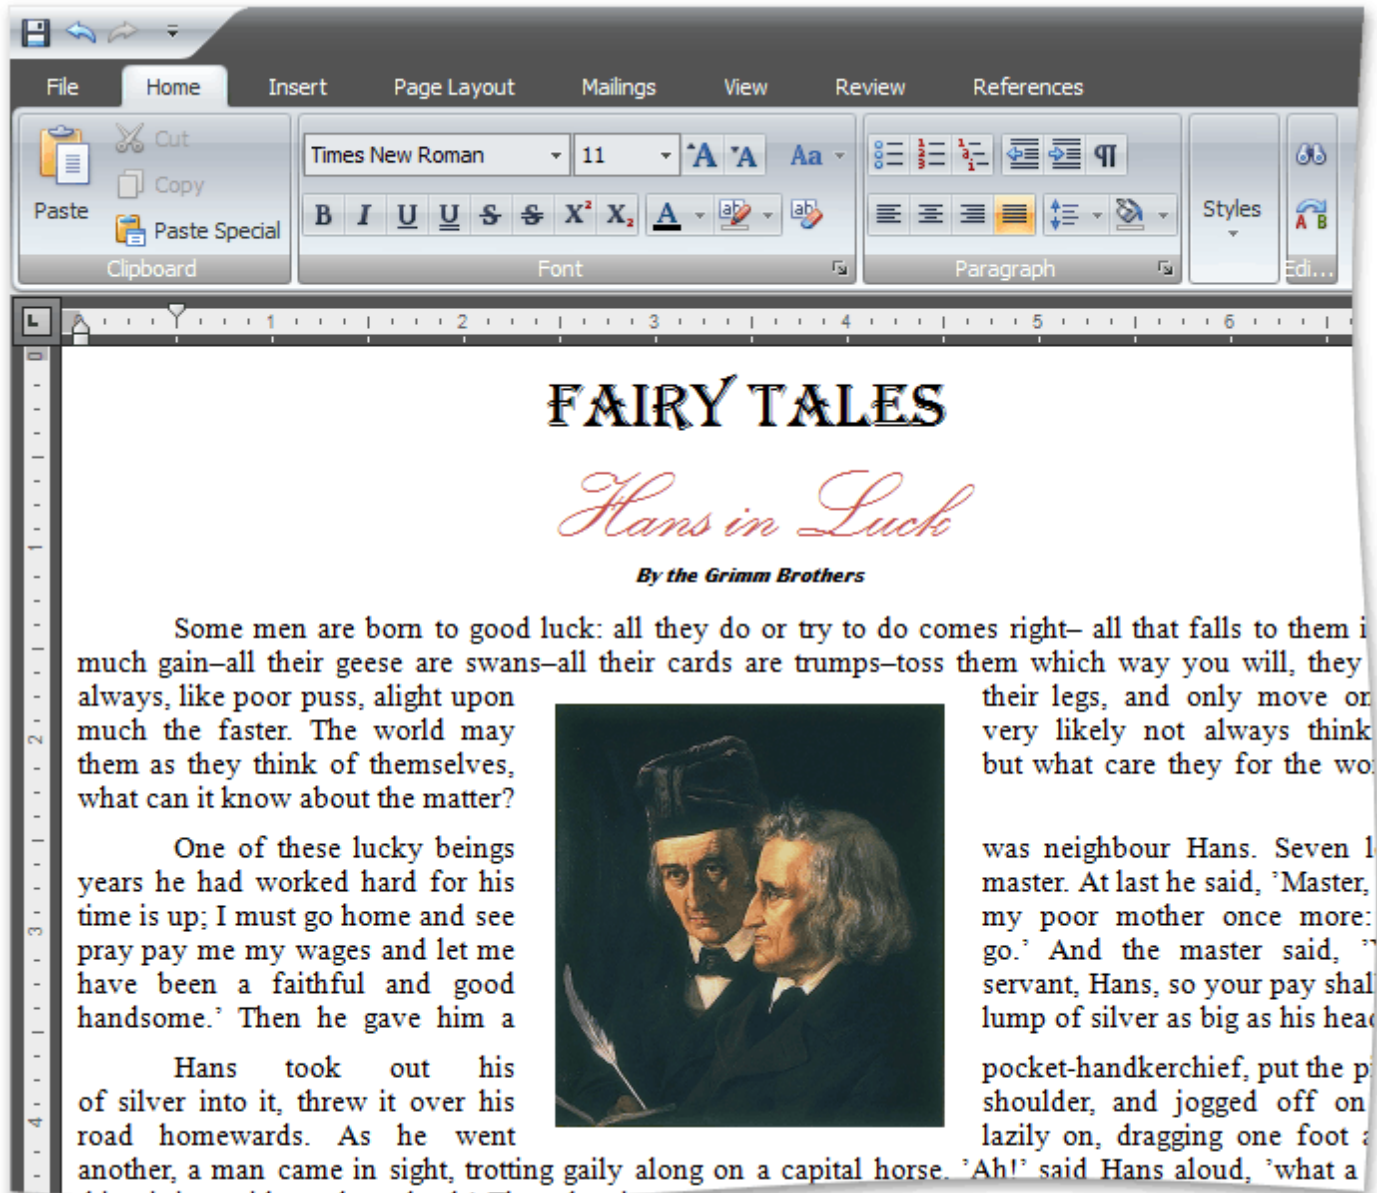 File Home Insert Page Layout Mailings View Review References
Paste
Cut
Copy
Paste Special
Clipboard
Times New Roman 11
Font
Paragraph
Styles
Edi...
1 2 3 4 5 6
FAIRY TALES
Hans in Luck
By the Grimm Brothers
Some men are born to good luck: all they do or try to do comes right– all that falls to them
much gain–all their geese are swans–all their cards are trumps–toss them which way you will, they
always, like poor puss, alight upon their legs, and only move on
much the faster. The world may very likely not always think
them as they think of themselves, but what care they for the
what can it know about the matter?
One of these lucky beings was neighbour Hans. Seven
years he had worked hard for his master. At last he said, ’Master,
time is up; I must go home and see my poor mother once more:
pray pay me my wages and let me go.’ And the master said,
have been a faithful and good servant, Hans, so your pay shal
handsome.’ Then he gave him a lump of silver as big as his head
Hans took out his pocket-handkerchief, put the
of silver into it, threw it over his shoulder, and jogged off on
road homewards. As he went lazily on, dragging one foot
another, a man came in sight, trotting gaily along on a capital horse. ’Ah!’ said Hans aloud, ’what a